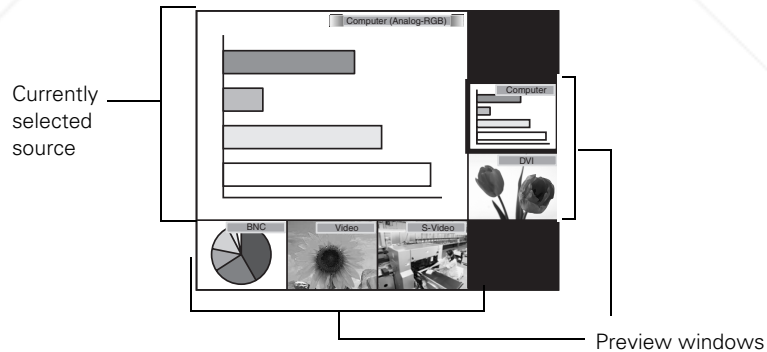 Computer (Analog-RGB)
Currently
selected
source
Computer
DVI
BNC
Video
S-Video
Preview windows